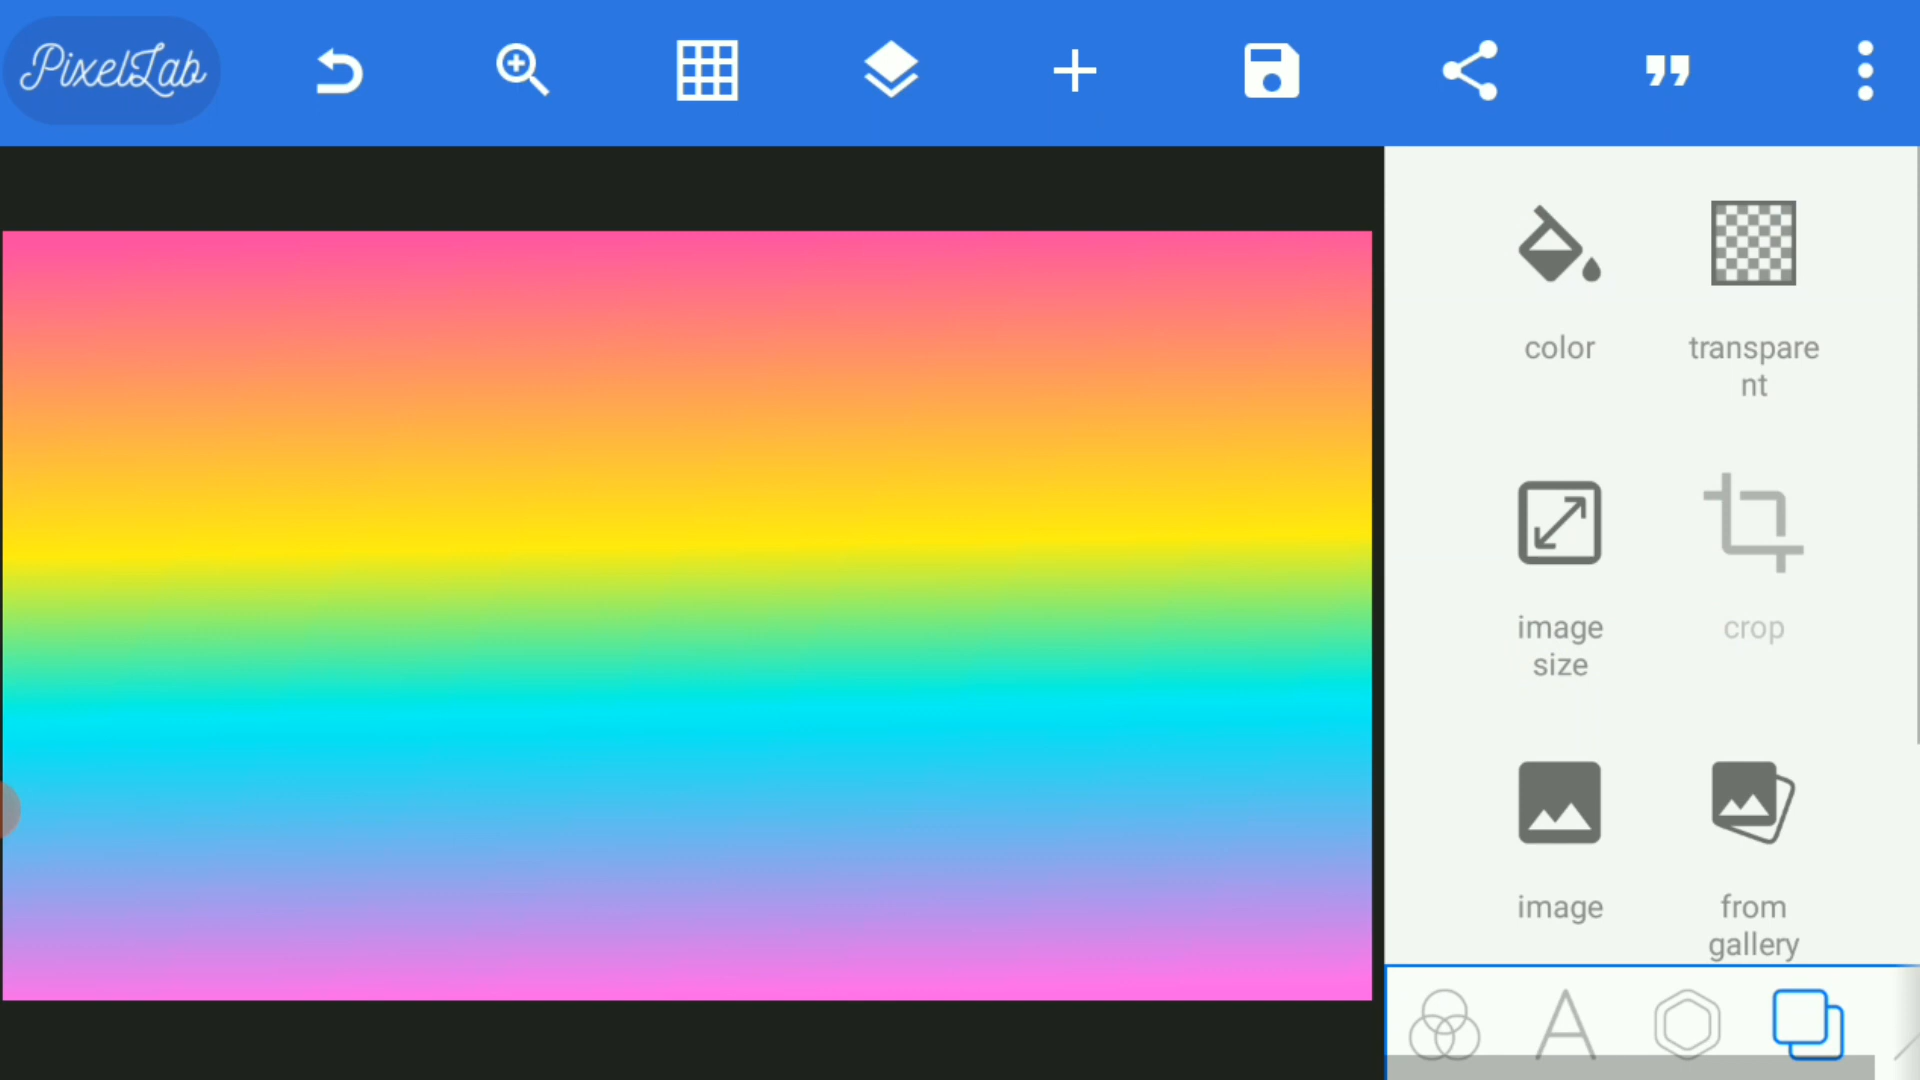 PixelLab
color
transpare
nt
image
size
crop
image
from
gallery